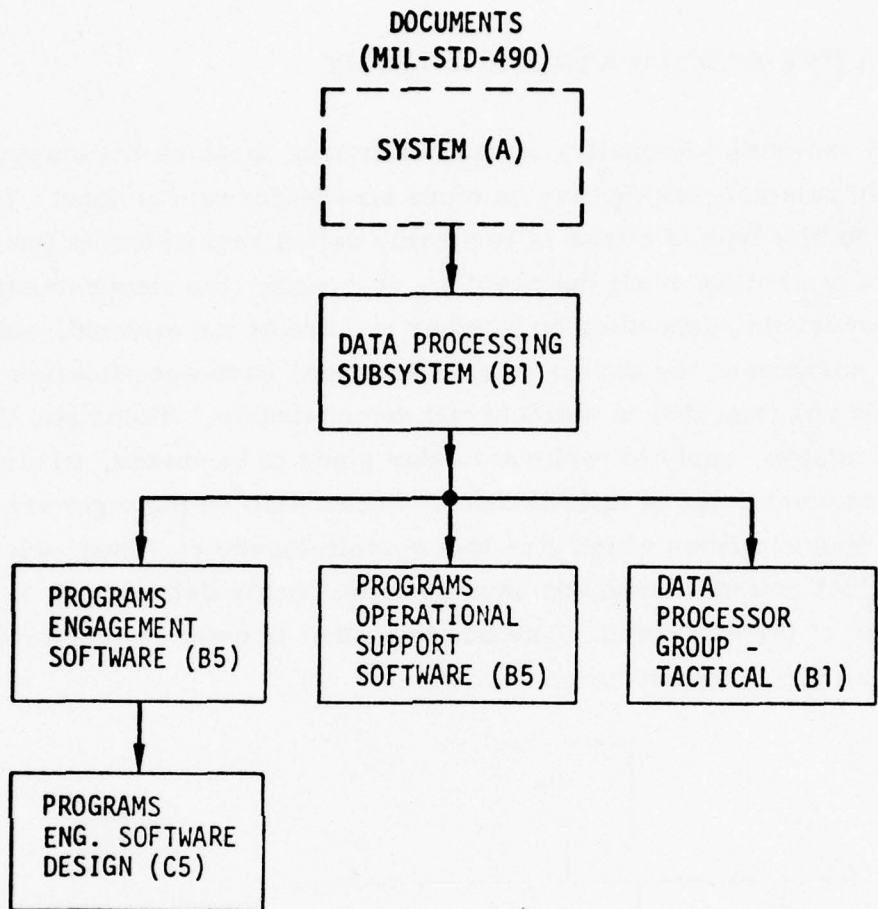 DOCUMENTS
(MIL-STD-490)
SYSTEM (A)
DATA PROCESSING
SUBSYSTEM (B1)
PROGRAMS
ENGAGEMENT
SOFTWARE (B5)
PROGRAMS
OPERATIONAL
SUPPORT
SOFTWARE (B5)
DATA
PROCESSOR
GROUP -
TACTICAL (B1)
PROGRAMS
ENG. SOFTWARE
DESIGN (C5)